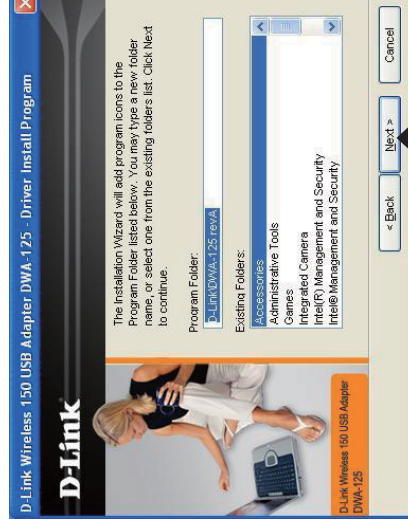 D-Link Wireless 150 USB Adapter DWA-125 - Driver Install Program
D-Link
The Installation Wizard will add program icons to the
Program Folder listed below. You may type a new folder
name, or select one from the existing folders list. Click Next
to continue.
Program Folder:
D-Link\DWA-125 revA
Existing Folders:
Accessories
Administrative Tools
Games
Integrated Camera
Intel(R) Management and Security
Intel® Management and Security
D-Link Wireless 150 USB Adapter
DWA-125
< Back
Next >
Cancel